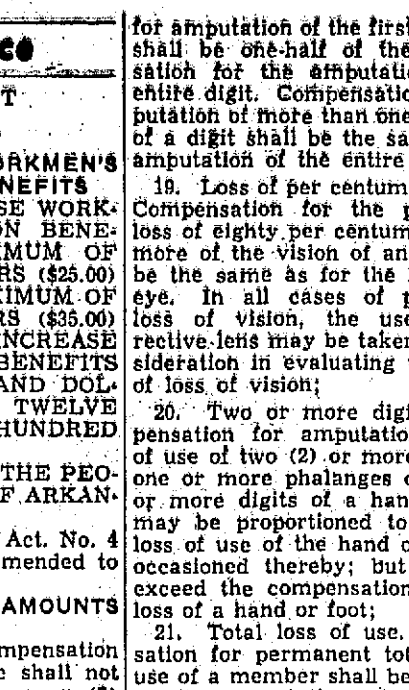 T
ORKMEN'S
NEFITS
SE WORK-
ON BENE-
MUM OF
RS ($25.00)
XIMUM OF
RS ($35.00)
INCREASE
BENEFITS
AND DOL-
TWELVE
HUNDRED
THE PEO-
F ARKAN-
Act. No. 4
mended to
AMOUNTS
mpensation
e shall not
for amputation of the first
shall be one-half of the
sation for the amputati
entire digit. Compensatio
putation of more than one
of a digit shall be the sa
amputation of the entire
19. Loss of per centum
Compensation for the p
loss of eighty per centum
more of the vision of an
be the same as for the
eye. In all cases of p
loss of vision, the use
rective lens may be taken
sideration in evaluating
of loss of vision;
20. Two or more digi
pensation for amputatio
of use of two (2) or more
one or more phalanges o
or more digits of a han
may be proportioned to
loss of use of the hand o
occasioned thereby; but
exceed the compensation
loss of a hand or foot;
21. Total loss of use.
sation for permanent tot
use of a member shall be